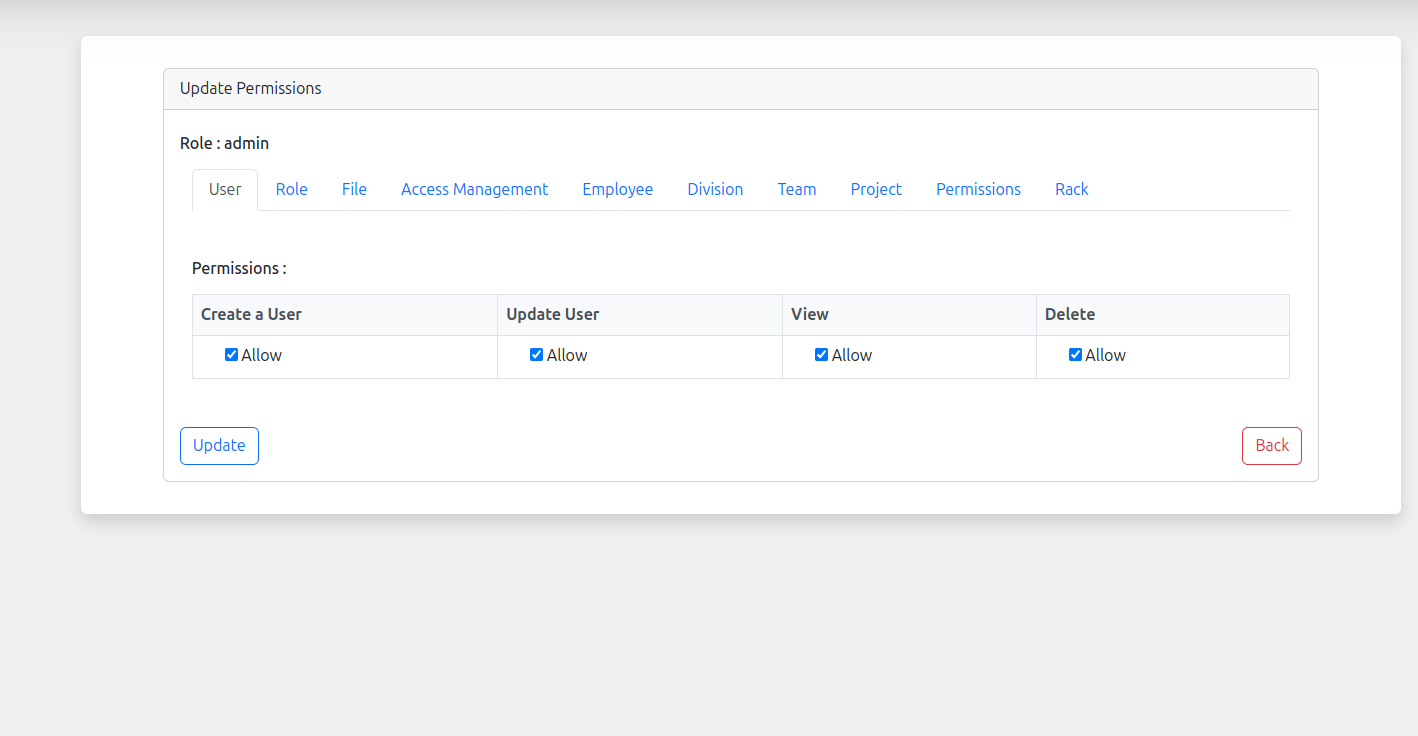 Update Permissions
Role : admin
User Role File Access Management Employee Division Team Project Permissions Rack
Permissions :
Create a User Update User View Delete
Allow Allow Allow Allow
Update Back